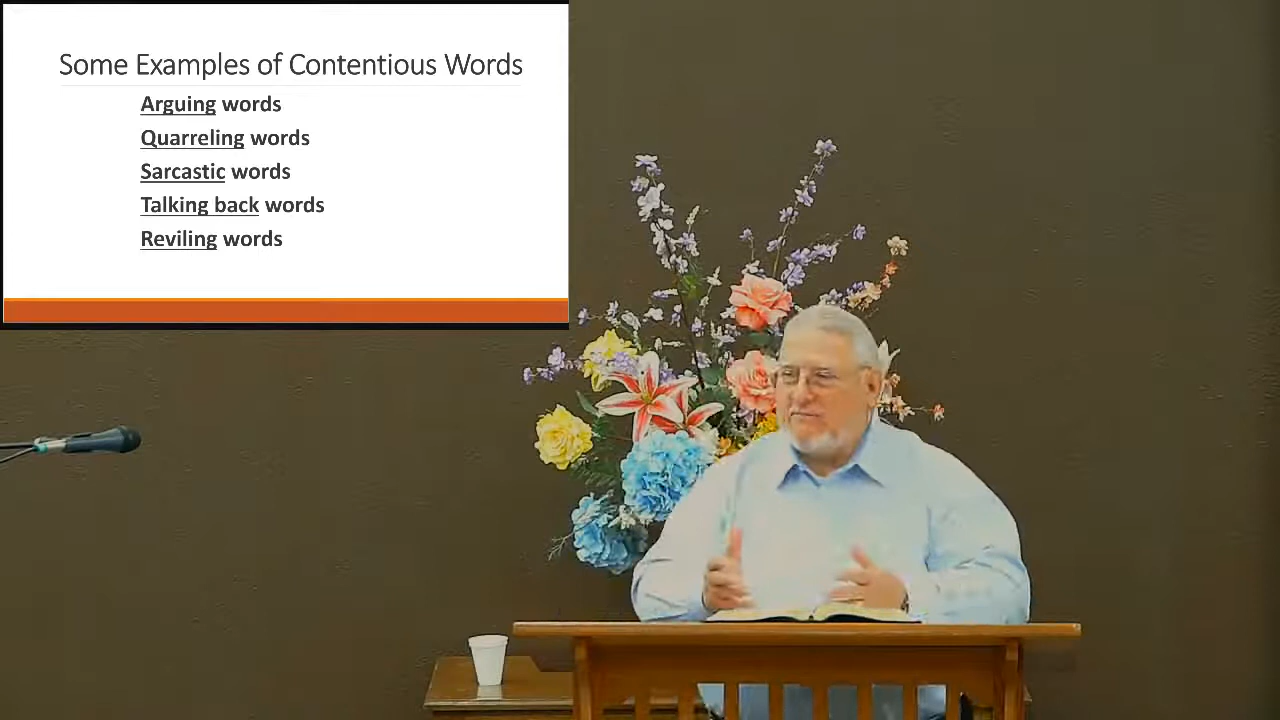 Some Examples of Contentious Words
Arguing words
Quarreling words
Sarcastic words
Talking back words
Reviling words